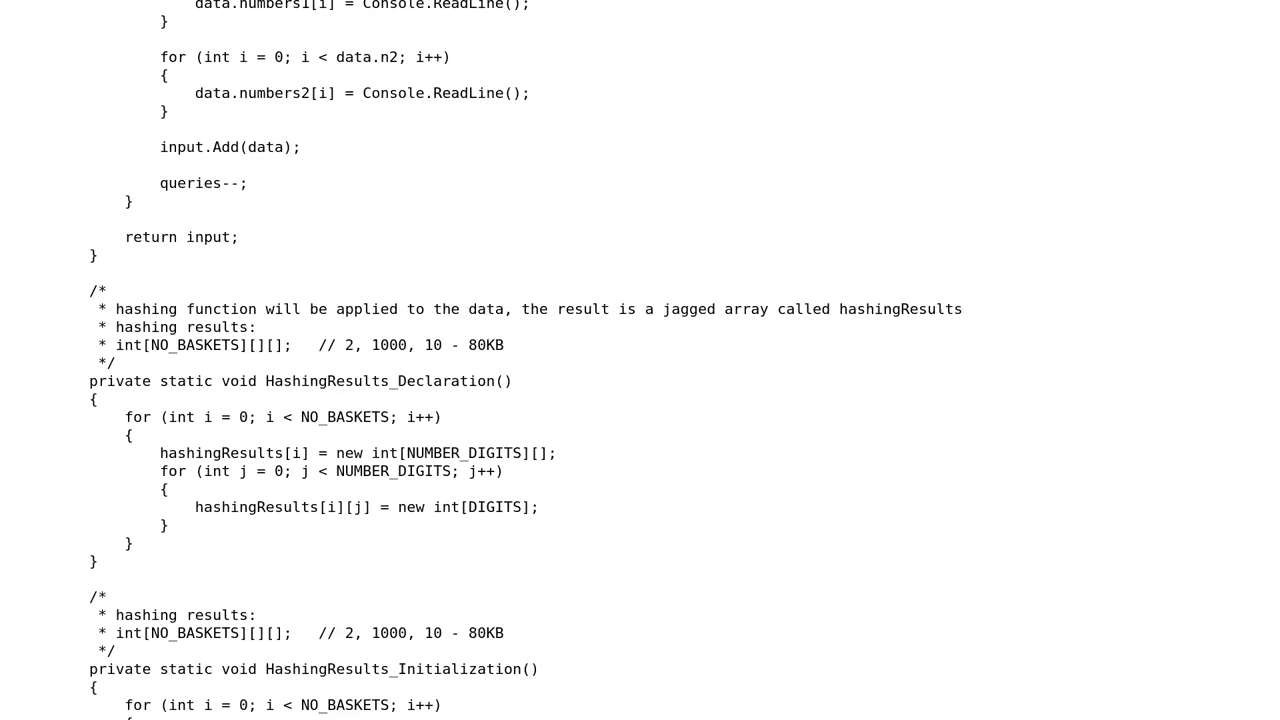 data.numbers1[i] = Console.ReadLine();
}
for (int i = 0; i < data.n2; i++)
{
data.numbers2[i] = Console.ReadLine();
}
input.Add(data);
queries--;
}
return input;
}
/*
* hashing function will be applied to the data, the result is a jagged array called hashingResults
* hashing results:
* int[NO_BASKETS][][];   // 2, 1000, 10 - 80KB
*/
private static void HashingResults_Declaration()
{
for (int i = 0; i < NO_BASKETS; i++)
{
hashingResults[i] = new int[NUMBER_DIGITS][];
for (int j = 0; j < NUMBER_DIGITS; j++)
{
hashingResults[i][j] = new int[DIGITS];
}
}
}
/*
* hashing results:
* int[NO_BASKETS][][];   // 2, 1000, 10 - 80KB
*/
private static void HashingResults_Initialization()
{
for (int i = 0; i < NO_BASKETS; i++)
{